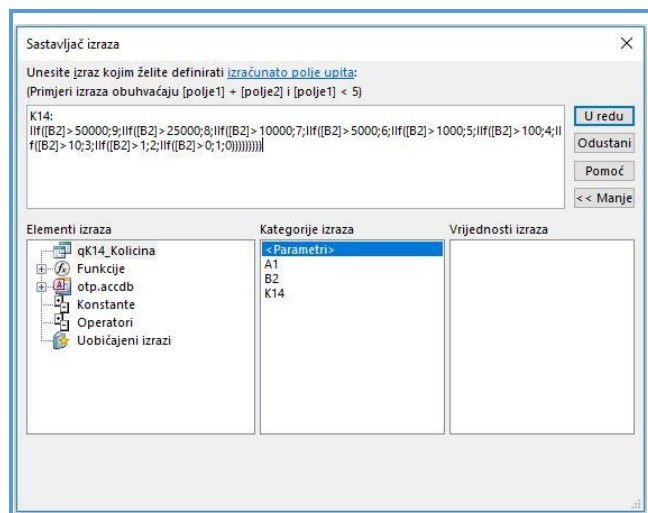 Sastavljač izraza
Unesite izraz kojim želite definirati izračunato polje upita:
(Primjeri izraza obuhvaćaju [polje1] + [polje2] i [polje1] < 5)
K14:
IIf([B2]>50000;9;IIf([B2]>25000;8;IIf([B2]>10000;7;IIf([B2]>5000;6;IIf([B2]>1000;5;IIf([B2]>100;4;II
f([B2]>10;3;IIf([B2]>1;2;IIf([B2]>0;1;0)))))))))
U redu
Odustani
Pomoć
<< Manje
Elementi izraza
qK14_Kolicina
Funkcije
otp.accdb
Konstante
Operatori
Uobičajeni izrazi
Kategorije izraza
<Parametri>
A1
B2
K14
Vrijednosti izraza